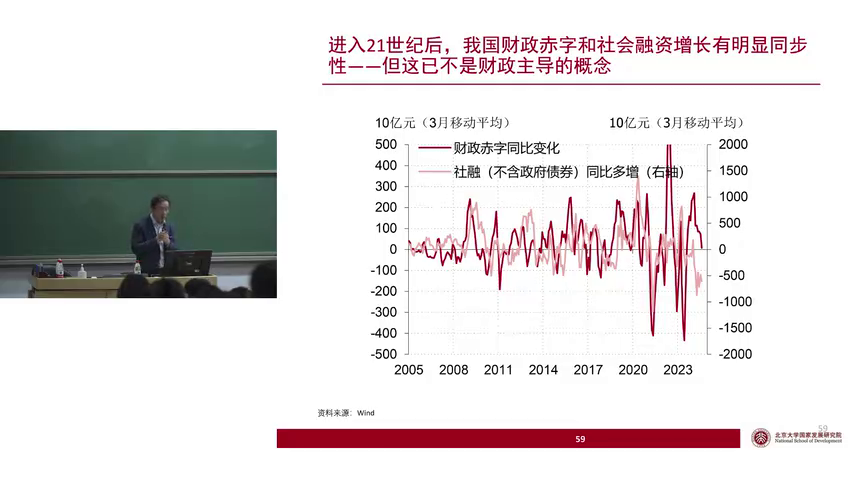 进入21世纪后，我国财政赤字和社会融资增长有明显同步
性——但这已不是财政主导的概念
10亿元（3月移动平均）
10亿元（3月移动平均）
财政赤字同比变化
社融（不含政府债券）同比多增（右轴）
500
400
300
200
100
0
-100
-200
-300
-400
-500
2000
1500
1000
500
0
-500
-1000
-1500
-2000
2005 2008 2011 2014 2017 2020 2023
资料来源：Wind
59
59
北京大学国家发展研究院
National School of Development